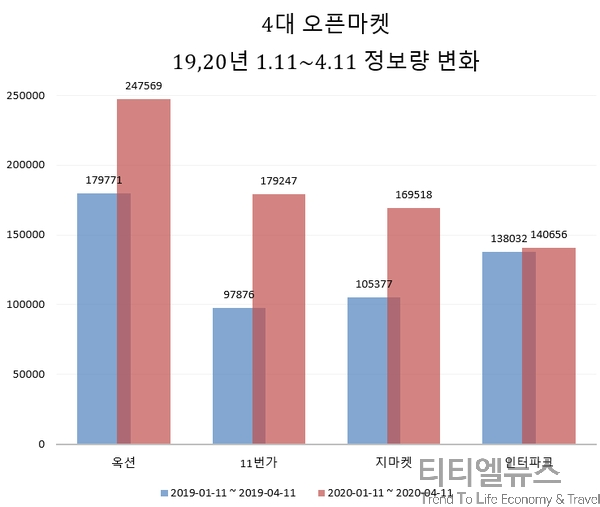 4대 오픈마켓
19,20년 1.11~4.11 정보량 변화
250000
200000
150000
100000
50000
0
179771
247569
97876
179247
105377
169518
138032
140656
옥션
11번가
지마켓
인터파크
2019-01-11 ~ 2019-04-11
2020-01-11 ~ 2020-04-11
티티엘뉴스
Trend To Life Economy & Travel